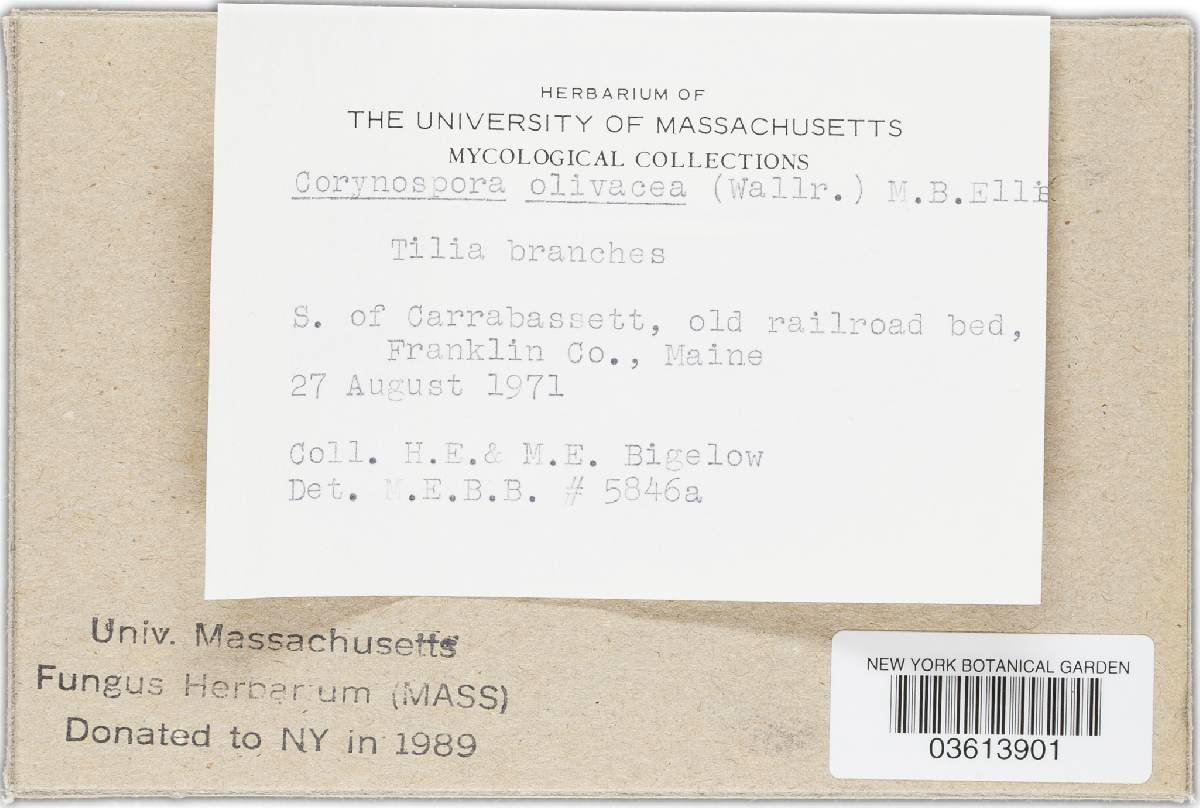 HERBARIUM OF
THE UNIVERSITY OF MASSACHUSETTS
MYCOLOGICAL COLLECTIONS
Corynospora olivacea (Wallr.) M.B.Ellis
Tilia branches
S. of Carrabassett, old railroad bed,
Franklin Co., Maine
27 August 1971
Coll. H.E.& M.E. Bigelow
Det. M.E.B.B. # 5846a
Univ. Massachusetts
Fungus Herbarium (MASS)
Donated to NY in 1989
NEW YORK BOTANICAL GARDEN
03613901